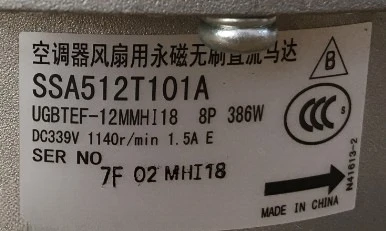 空调器风扇用永磁无刷直流马达
SSA512T101A
UGBTEF-12MMHI18 8P 386W
DC339V 1140r/min 1.5A E
SER NO
7F 02 MHI18
MADE IN CHINA
B
CCC
S
N41613-2